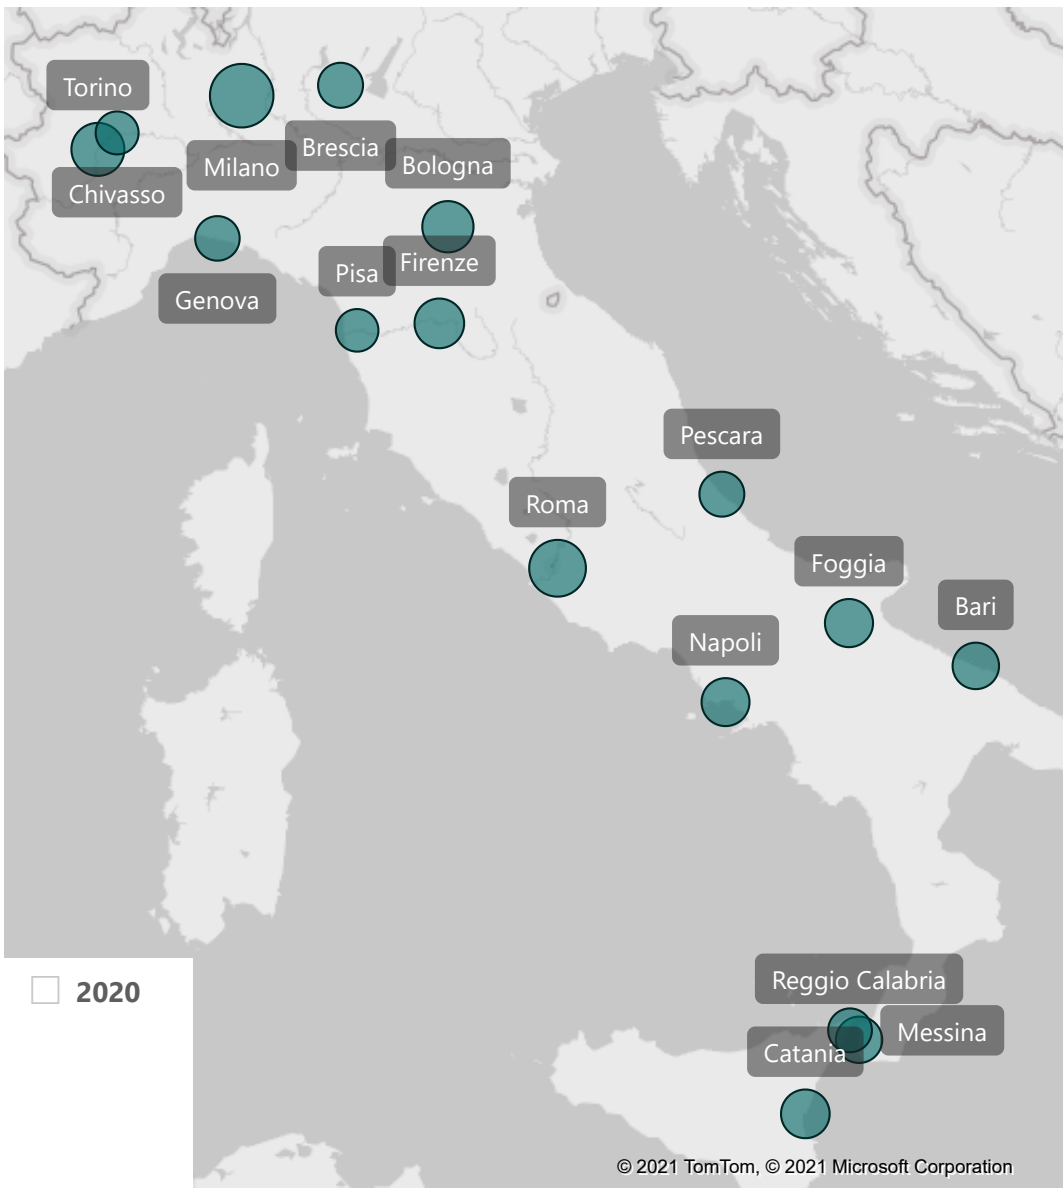 Torino
Brescia
Milano
Bologna
Chivasso
Firenze
Pisa
Genova
Pescara
Roma
Foggia
Bari
Napoli
Reggio Calabria
2020
Messina
Catania
© 2021 TomTom, © 2021 Microsoft Corporation